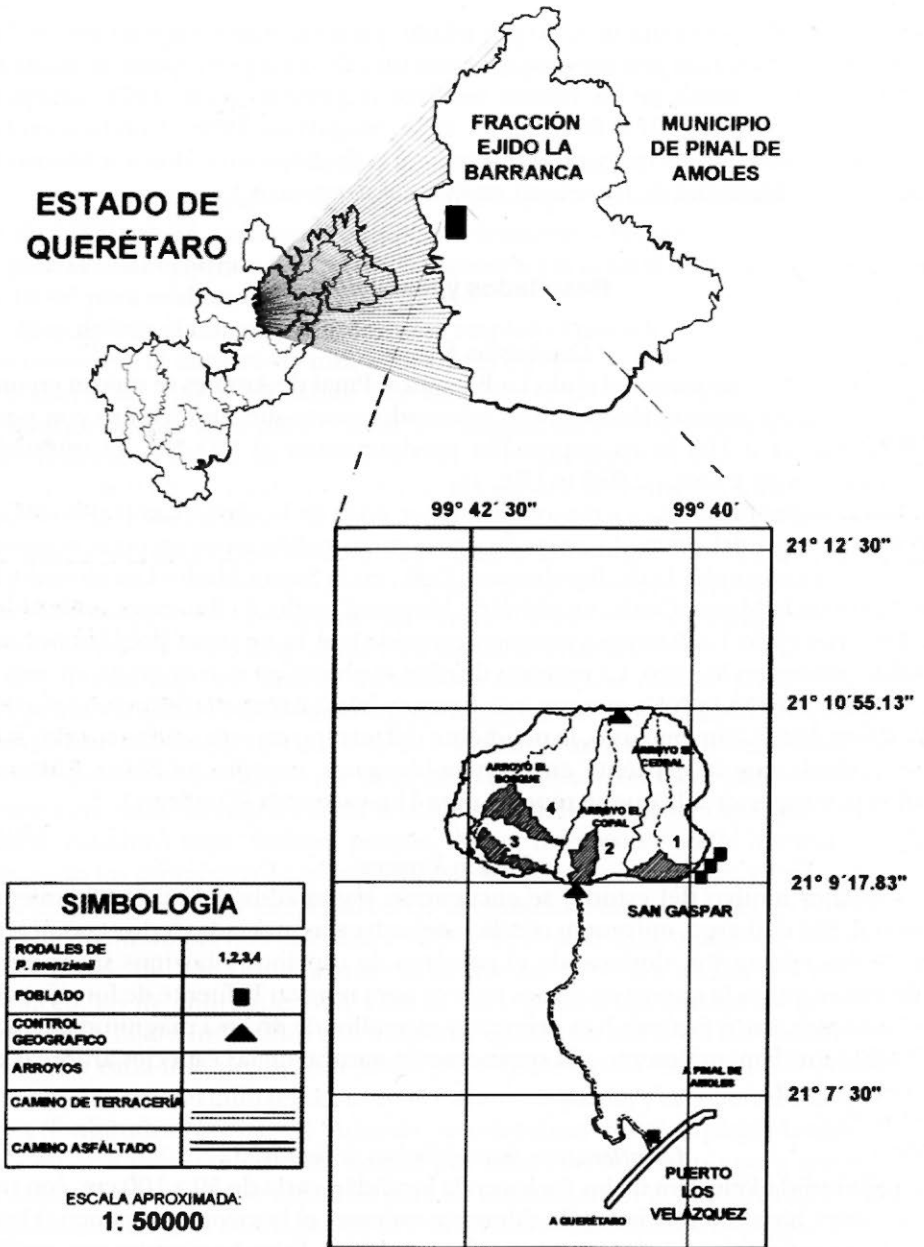 FRACCIÓN
EJIDO LA
BARRANCA
MUNICIPIO
DE PINAL DE
AMOLES
ESTADO DE
QUERÉTARO
99° 42´ 30"
99° 40´
21° 12´ 30"
21° 10´55.13"
ARROYO EL
BOSQUE
ARROYO EL
CEDRAL
ARROYO EL
COPAL
4
3
2
1
21° 9´17.83"
SAN GASPAR
A PINAL DE
AMOLES
21° 7´ 30"
PUERTO
LOS
VELÁZQUEZ
A QUERÉTARO
SIMBOLOGÍA
RODALES DE
P. menziesii
1,2,3,4
POBLADO
CONTROL
GEOGRAFICO
ARROYOS
CAMINO DE TERRACERÍA
CAMINO ASFÁLTADO
ESCALA APROXIMADA:
1: 50000